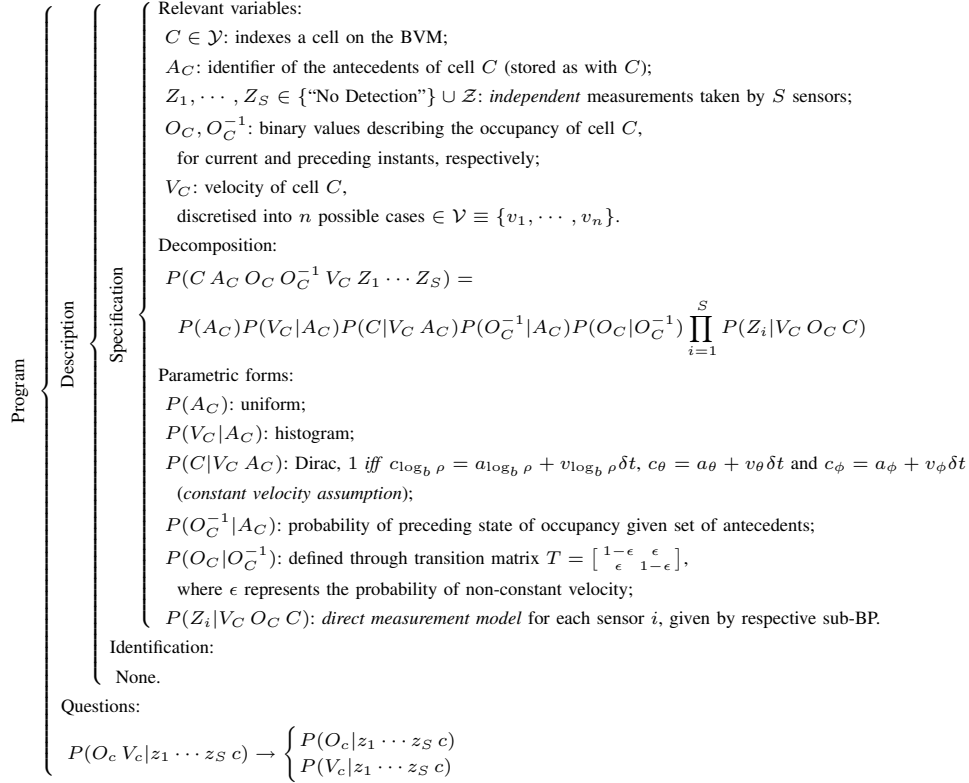 Program
Description
Specification
Relevant variables:
C ∈ 𝒴: indexes a cell on the BVM;
A_C: identifier of the antecedents of cell C (stored as with C);
Z_1, ⋯ , Z_S ∈ {“No Detection”} ∪ 𝒵: independent measurements taken by S sensors;
O_C, O_C^{-1}: binary values describing the occupancy of cell C,
for current and preceding instants, respectively;
V_C: velocity of cell C,
discretised into n possible cases ∈ 𝒱 ≡ {v_1, ⋯ , v_n}.
Decomposition:
P(C A_C O_C O_C^{-1} V_C Z_1 ⋯ Z_S) =
P(A_C)P(V_C|A_C)P(C|V_C A_C)P(O_C^{-1}|A_C)P(O_C|O_C^{-1}) ∏_{i=1}^{S} P(Z_i|V_C O_C C)
Parametric forms:
P(A_C): uniform;
P(V_C|A_C): histogram;
P(C|V_C A_C): Dirac, 1 iff c_{log_b ρ} = a_{log_b ρ} + v_{log_b ρ}δt, c_θ = a_θ + v_θδt and c_ϕ = a_ϕ + v_ϕδt
(constant velocity assumption);
P(O_C^{-1}|A_C): probability of preceding state of occupancy given set of antecedents;
P(O_C|O_C^{-1}): defined through transition matrix T = [1−ϵ ϵ; ϵ 1−ϵ],
where ϵ represents the probability of non-constant velocity;
P(Z_i|V_C O_C C): direct measurement model for each sensor i, given by respective sub-BP.
Identification:
None.
Questions:
P(O_c V_c|z_1 ⋯ z_S c) → { P(O_c|z_1 ⋯ z_S c)
P(V_c|z_1 ⋯ z_S c)